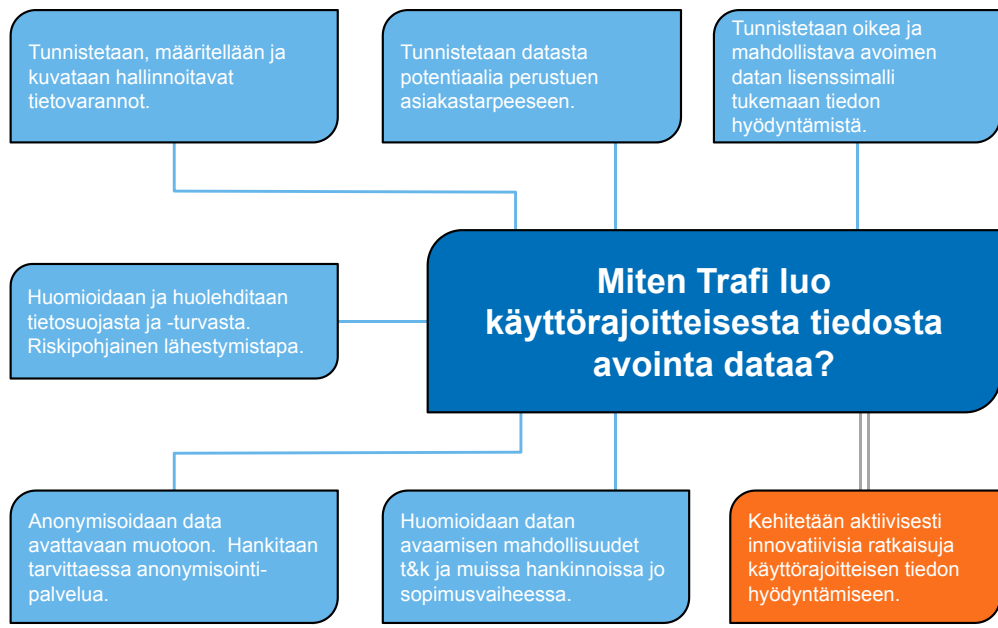 Tunnistetaan, määritellään ja
kuvataan hallinnoitavat
tietovarannot.
Tunnistetaan datasta
potentiaalia perustuen
asiakastarpeeseen.
Tunnistetaan oikea ja
mahdollistava avoimen
datan lisenssimalli
tukemaan tiedon
hyödyntämistä.
Huomioidaan ja huolehditaan
tietosuojasta ja -turvasta.
Riskipohjainen lähestymistapa.
Miten Trafi luo
käyttörajoitteisesta tiedosta
avointa dataa?
Anonymisoidaan data
avattavaan muotoon. Hankitaan
tarvittaessa anonymisointi-
palvelua.
Huomioidaan datan
avaamisen mahdollisuudet
t&k ja muissa hankinnoissa jo
sopimusvaiheessa.
Kehitetään aktiivisesti
innovatiivisia ratkaisuja
käyttörajoitteisen tiedon
hyödyntämiseen.